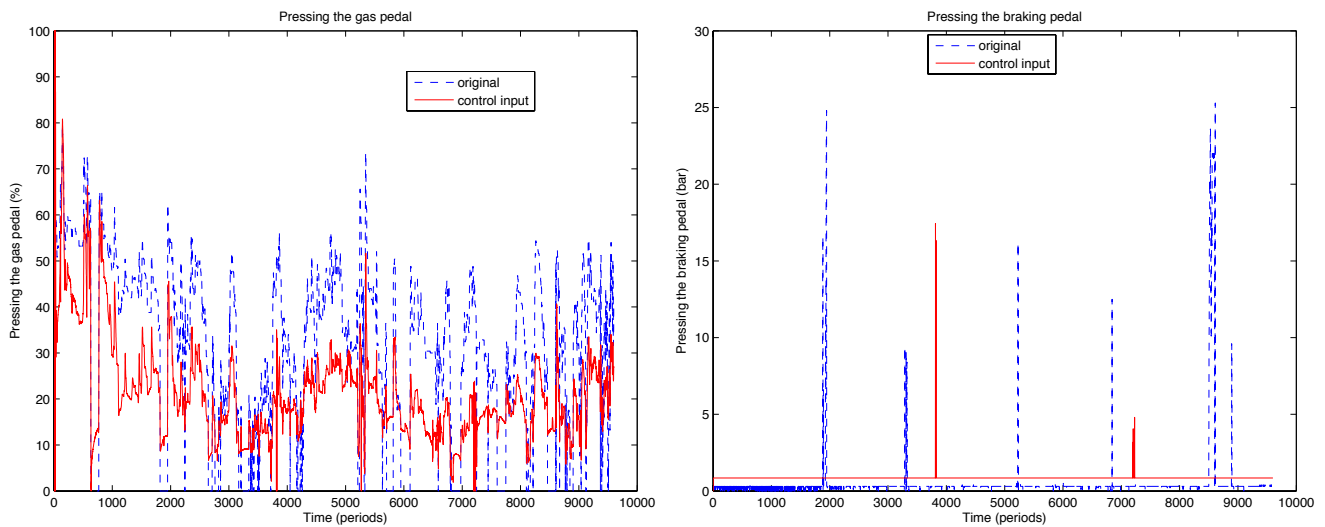 Pressing the gas pedal
100
90
80
70
60
50
40
30
20
10
0
Pressing the gas pedal (%)
original
control input
0 1000 2000 3000 4000 5000 6000 7000 8000 9000 10000
Time (periods)
Pressing the braking pedal
30
25
20
15
10
5
0
Pressing the braking pedal (bar)
original
control input
0 1000 2000 3000 4000 5000 6000 7000 8000 9000 10000
Time (periods)